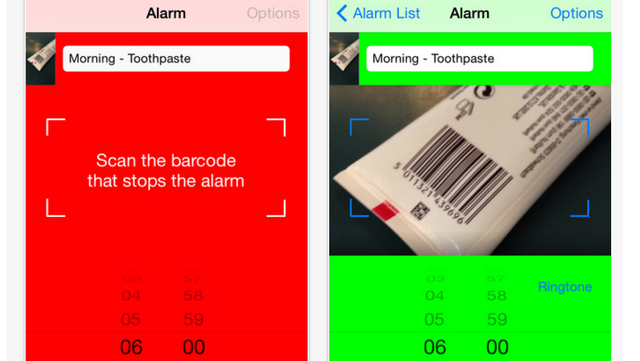 Alarm
Options
Morning - Toothpaste
Scan the barcode
that stops the alarm
03 57
04 58
05 59
06 00
Alarm List
Alarm
Options
Morning - Toothpaste
5 011321 439696
03 57
04 58
Ringtone
05 59
06 00